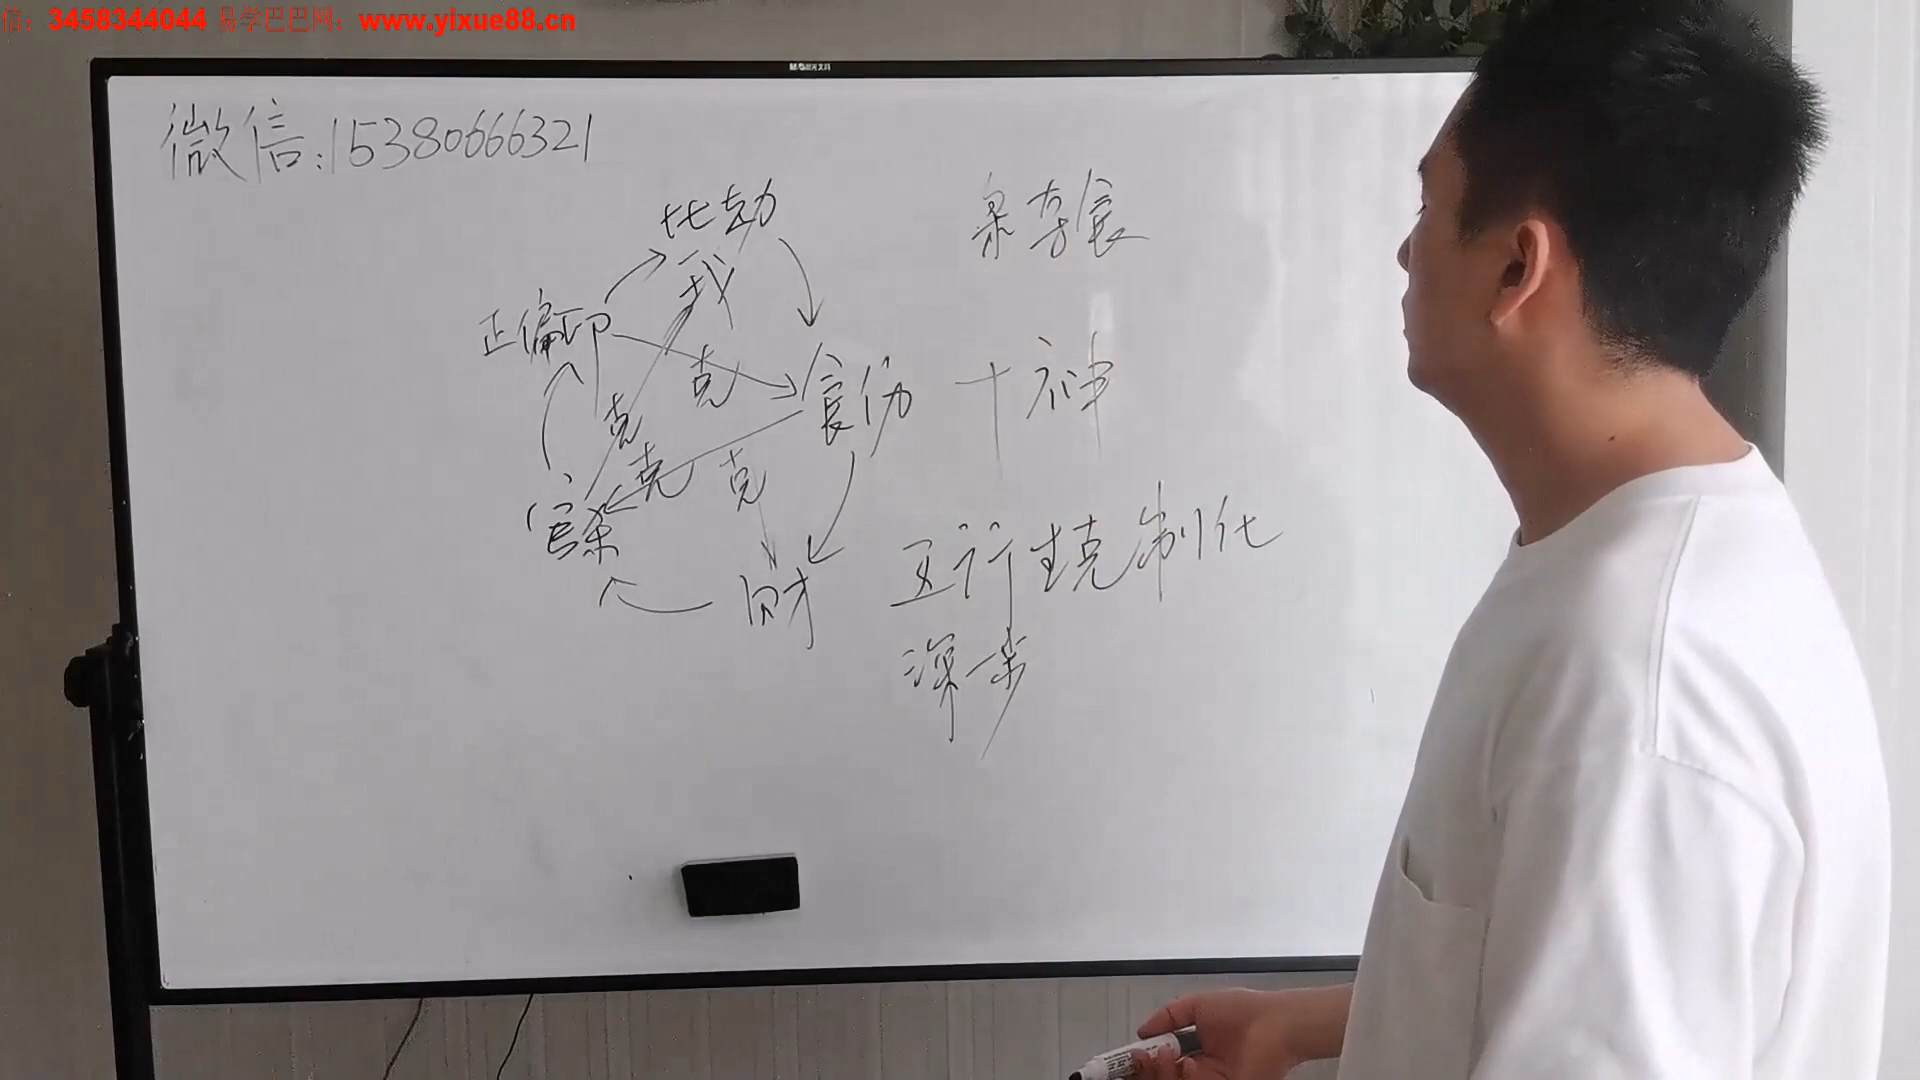 信：3458344044 易学巴巴网：www.yixue88.cn
微信:15380666321
比劫
我
枭夺食
正偏印
克
食伤
十神
克
克
克
官杀
财
五行生克制化
深一步